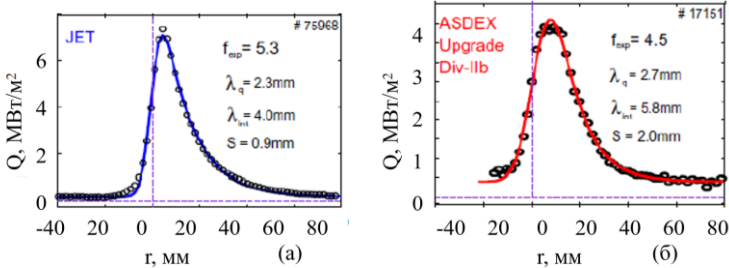 # 75968
JET
f_exp = 5.3
λ_q = 2.3mm
λ_int = 4.0mm
S = 0.9mm
Q, МВт/м²
6
4
2
0
-40 -20 0 20 40 60 80
r, мм (а)
# 17151
ASDEX
Upgrade
Div-IIb
f_exp = 4.5
λ_q = 2.7mm
λ_int = 5.8mm
S = 2.0mm
Q, МВт/м²
4
3
2
1
0
-40 -20 0 20 40 60 80
r, мм (б)